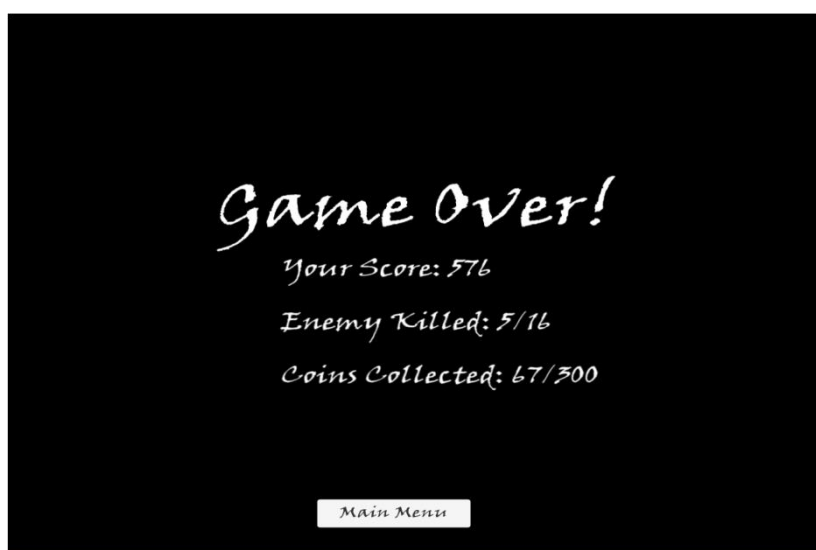 Game Over!
Your Score: 576
Enemy Killed: 5/16
Coins Collected: 67/300
Main Menu